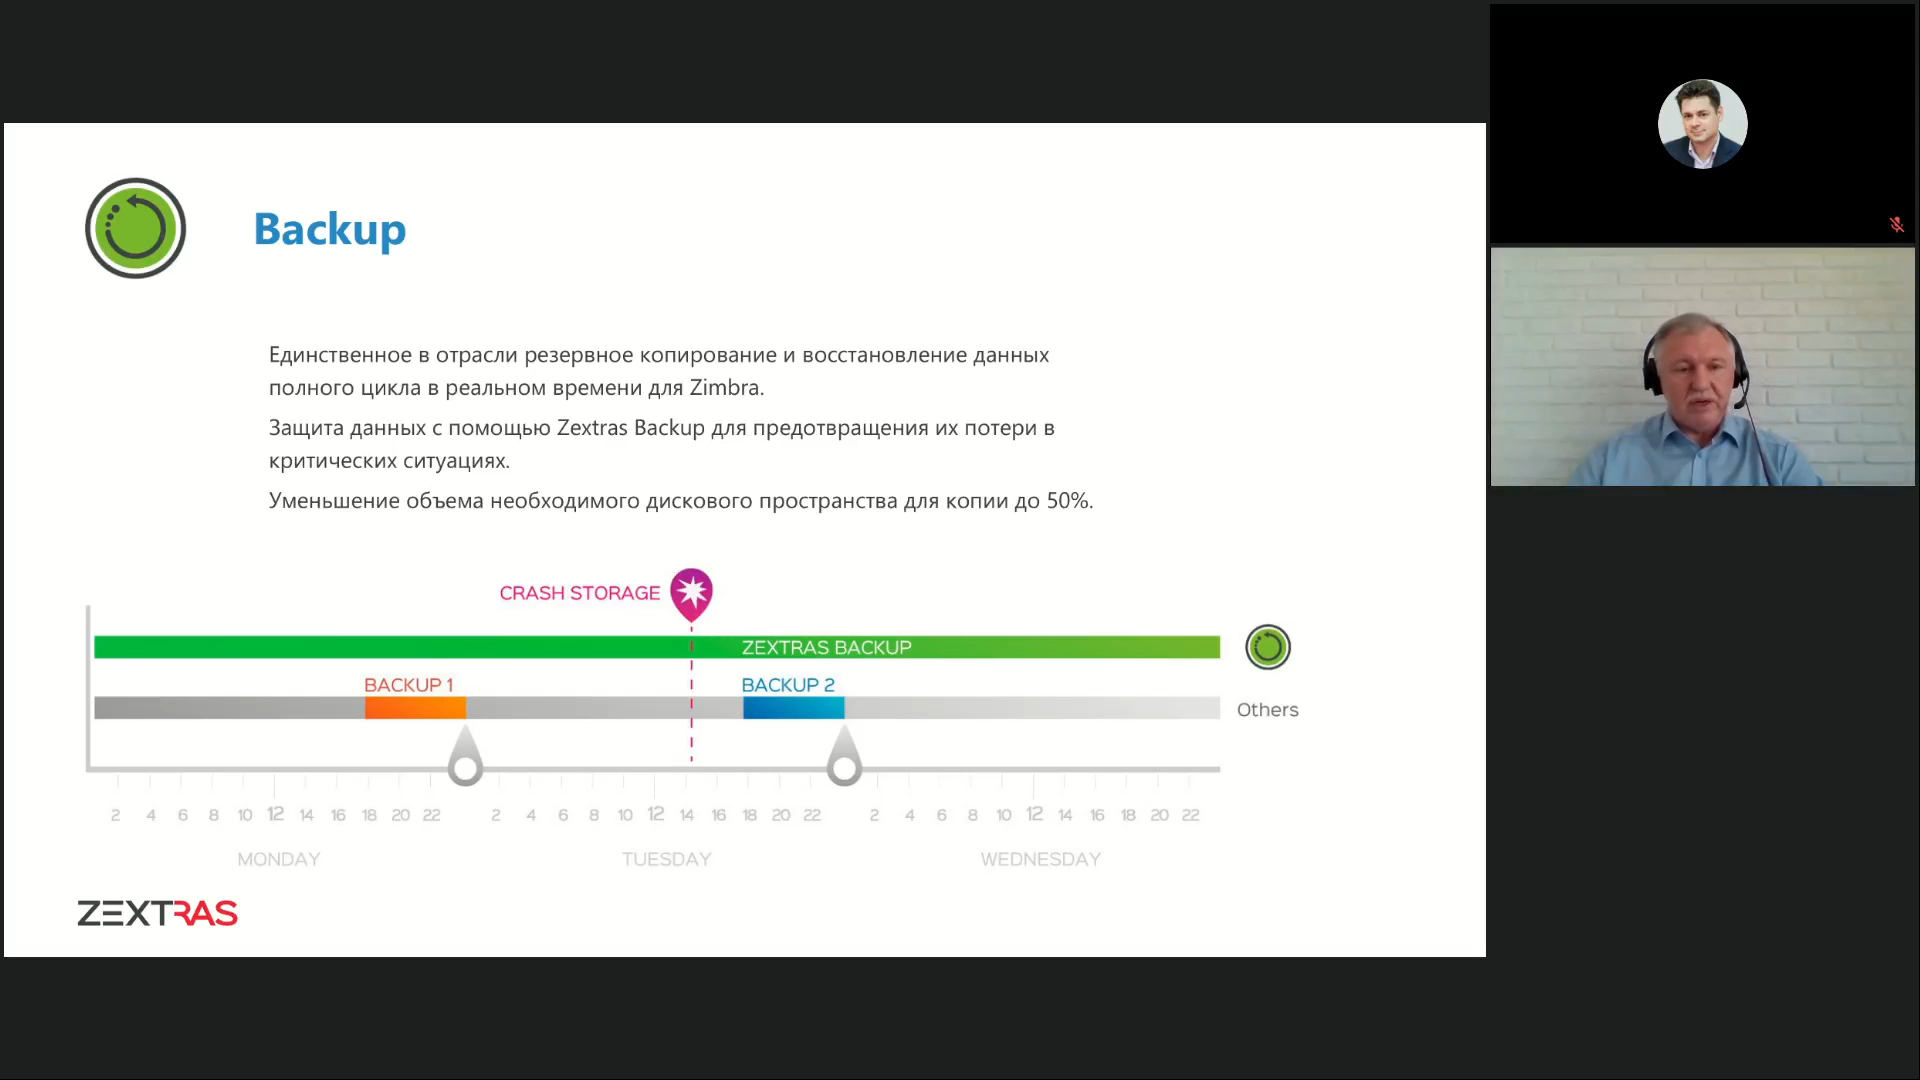 Backup
Единственное в отрасли резервное копирование и восстановление данных
полного цикла в реальном времени для Zimbra.
Защита данных с помощью Zextras Backup для предотвращения их потери в
критических ситуациях.
Уменьшение объема необходимого дискового пространства для копии до 50%.
CRASH STORAGE
ZEXTRAS BACKUP
BACKUP 1 BACKUP 2
Others
2 4 6 8 10 12 14 16 18 20 22 2 4 6 8 10 12 14 16 18 20 22 2 4 6 8 10 12 14 16 18 20 22
MONDAY TUESDAY WEDNESDAY
ZEXTRAS